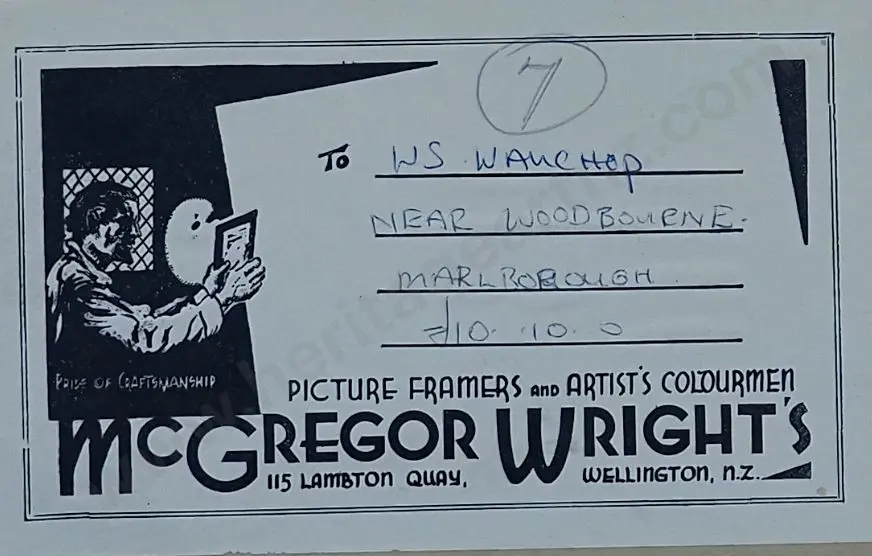 7
To WS WAUCHOP
NEAR WOODBOURNE.
MARLBOROUGH.
£10. 10. 0
PRIDE OF CRAFTSMANSHIP
PICTURE FRAMERS AND ARTIST'S COLOURMEN
MCGREGOR WRIGHT'S
115 LAMBTON QUAY, WELLINGTON, N.Z.